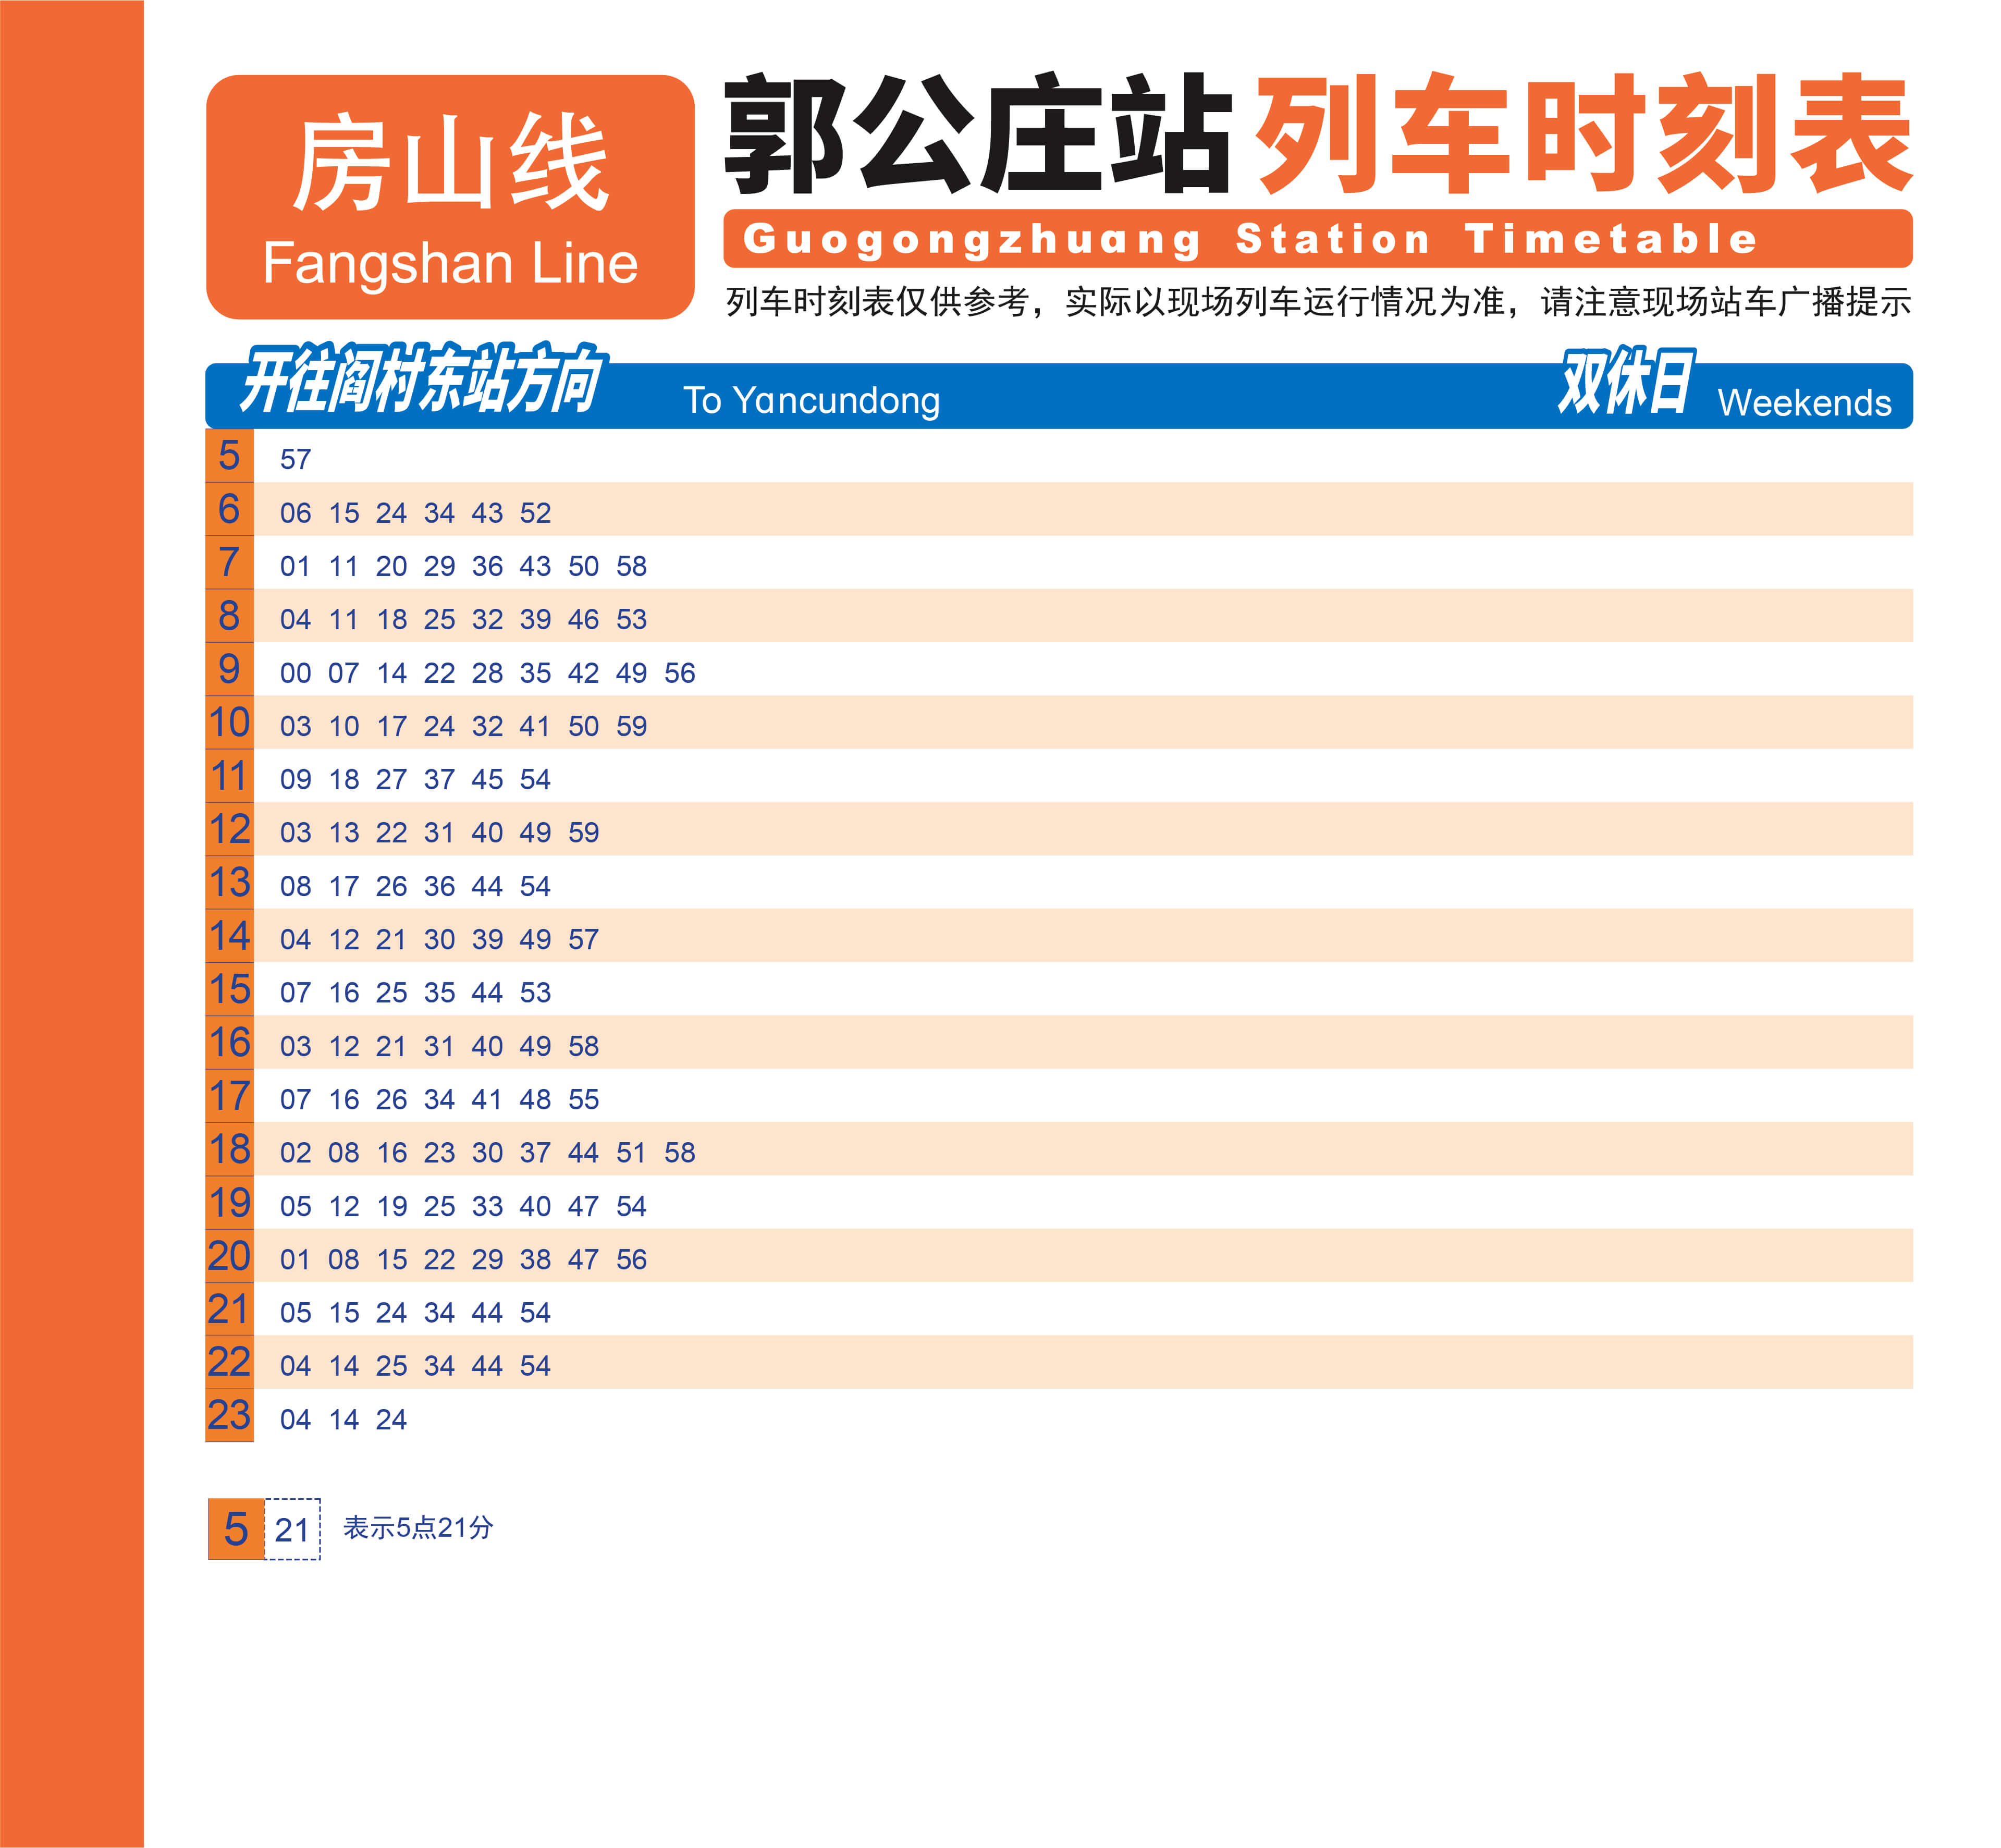 房山线
Fangshan Line
郭公庄站 列车时刻表
Guogongzhuang Station Timetable
列车时刻表仅供参考，实际以现场列车运行情况为准，请注意现场站车广播提示
开往阎村东站方向 To Yancundong 双休日 Weekends
5 57
6 06 15 24 34 43 52
7 01 11 20 29 36 43 50 58
8 04 11 18 25 32 39 46 53
9 00 07 14 22 28 35 42 49 56
10 03 10 17 24 32 41 50 59
11 09 18 27 37 45 54
12 03 13 22 31 40 49 59
13 08 17 26 36 44 54
14 04 12 21 30 39 49 57
15 07 16 25 35 44 53
16 03 12 21 31 40 49 58
17 07 16 26 34 41 48 55
18 02 08 16 23 30 37 44 51 58
19 05 12 19 25 33 40 47 54
20 01 08 15 22 29 38 47 56
21 05 15 24 34 44 54
22 04 14 25 34 44 54
23 04 14 24
5 21 表示5点21分